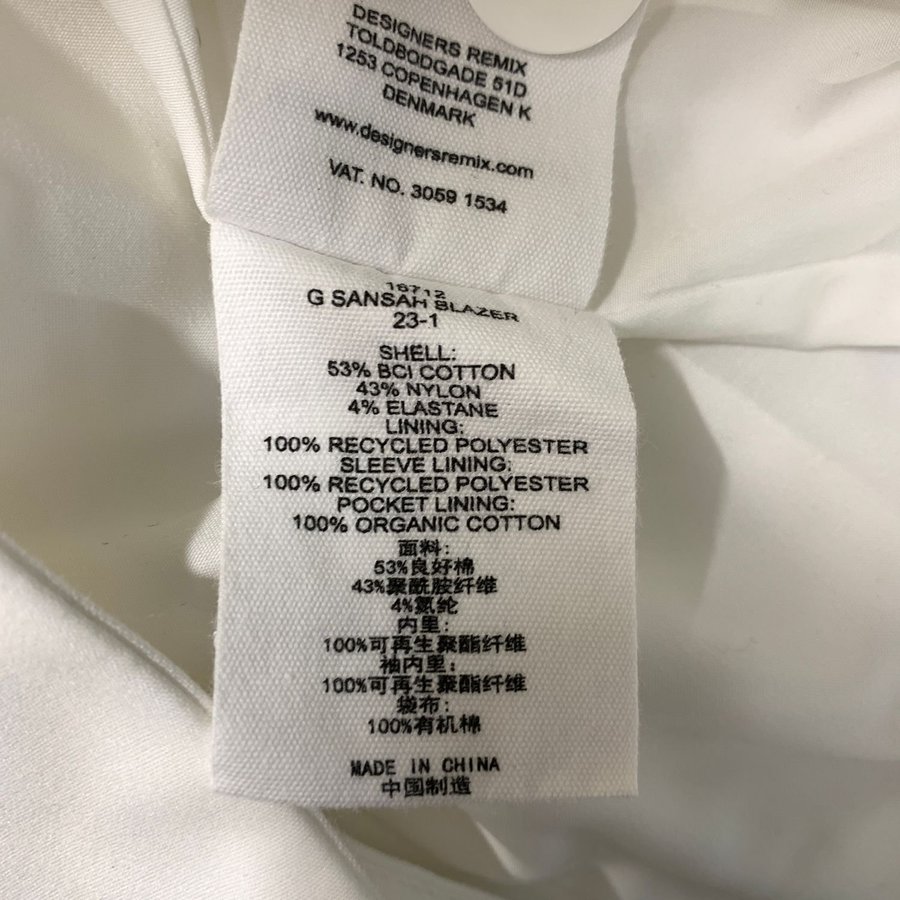 DESIGNERS REMIX
TOLDBODGADE 51D
1253 COPENHAGEN K
DENMARK
www.designersremix.com
VAT. NO. 3059 1534
16712
G SANSAH BLAZER
23-1
SHELL:
53% BCI COTTON
43% NYLON
4% ELASTANE
LINING:
100% RECYCLED POLYESTER
SLEEVE LINING:
100% RECYCLED POLYESTER
POCKET LINING:
100% ORGANIC COTTON
面料:
53%良好棉
43%聚酰胺纤维
4%氨纶
内里:
100%可再生聚酯纤维
袖内里:
100%可再生聚酯纤维
袋布:
100%有机棉
MADE IN CHINA
中国制造